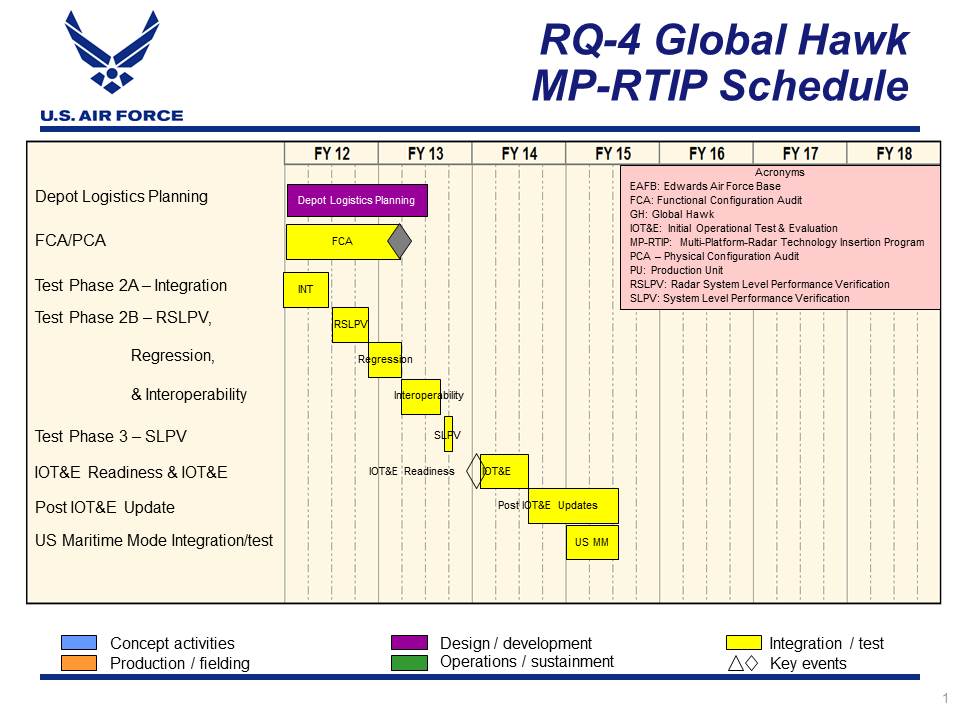 RQ-4 Global Hawk
MP-RTIP Schedule
U.S. AIR FORCE
FY 12 FY 13 FY 14 FY 15 FY 16 FY 17 FY 18
Acronyms
EAFB: Edwards Air Force Base
FCA: Functional Configuration Audit
GH: Global Hawk
IOT&E: Initial Operational Test & Evaluation
MP-RTIP: Multi-Platform-Radar Technology Insertion Program
PCA – Physical Configuration Audit
PU: Production Unit
RSLPV: Radar System Level Performance Verification
SLPV: System Level Performance Verification
Depot Logistics Planning Depot Logistics Planning
FCA/PCA FCA
Test Phase 2A – Integration INT
Test Phase 2B – RSLPV, RSLPV
Regression, Regression
& Interoperability Interoperability
Test Phase 3 – SLPV SLPV
IOT&E Readiness & IOT&E IOT&E Readiness IOT&E
Post IOT&E Update Post IOT&E Updates
US Maritime Mode Integration/test US MM
Concept activities Design / development Integration / test
Production / fielding Operations / sustainment Key events
1